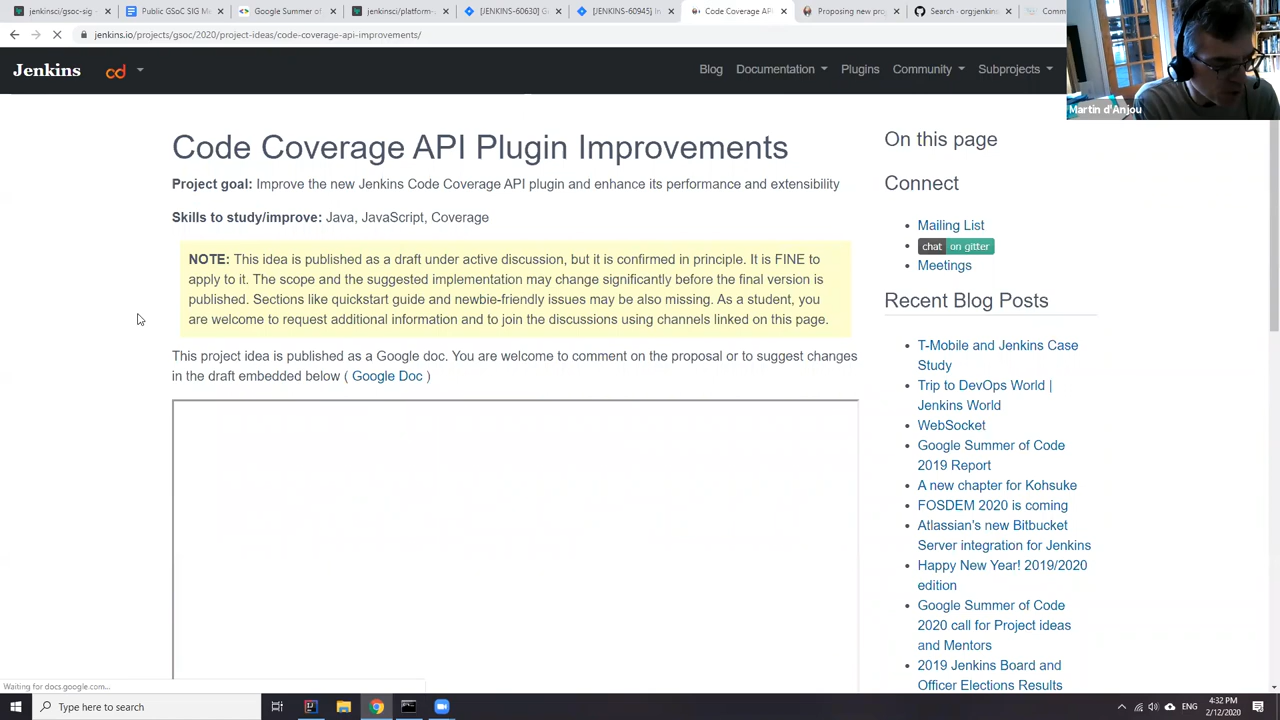 jenkinsci/gsoc-sig -
Public GSoC SIG M
Google Summer of
jenkinsci/platform-
[JENKINS-60630] G
[JENKINS-60945] In
Code Coverage API
Proposing new pro
Search · org:jenkin
Com
jenkins.io/projects/gsoc/2020/project-ideas/code-coverage-api-improvements/
Jenkins
cd
Blog
Documentation
Plugins
Community
Subprojects
Martin d'Anjou
Code Coverage API Plugin Improvements
Project goal: Improve the new Jenkins Code Coverage API plugin and enhance its performance and extensibility
Skills to study/improve: Java, JavaScript, Coverage
NOTE: This idea is published as a draft under active discussion, but it is confirmed in principle. It is FINE to
apply to it. The scope and the suggested implementation may change significantly before the final version is
published. Sections like quickstart guide and newbie-friendly issues may be also missing. As a student, you
are welcome to request additional information and to join the discussions using channels linked on this page.
This project idea is published as a Google doc. You are welcome to comment on the proposal or to suggest changes
in the draft embedded below ( Google Doc )
On this page
Connect
Mailing List
chat on gitter
Meetings
Recent Blog Posts
T-Mobile and Jenkins Case
Study
Trip to DevOps World |
Jenkins World
WebSocket
Google Summer of Code
2019 Report
A new chapter for Kohsuke
FOSDEM 2020 is coming
Atlassian's new Bitbucket
Server integration for Jenkins
Happy New Year! 2019/2020
edition
Google Summer of Code
2020 call for Project ideas
and Mentors
2019 Jenkins Board and
Officer Elections Results
Waiting for docs.google.com...
Type here to search
ENG
4:32 PM
2/12/2020